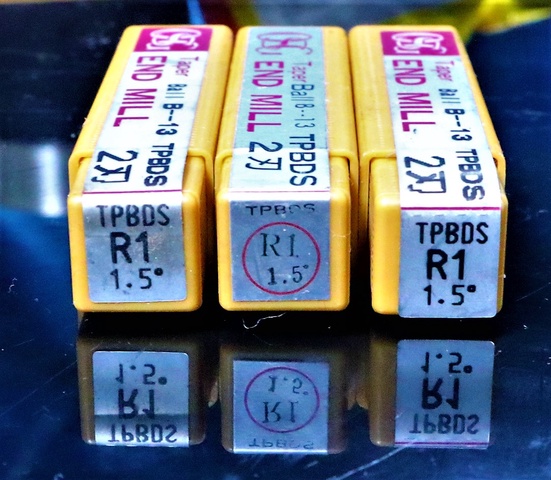 OSG
Taper Ball B-13 TPBDS
END MILL 2刃
TPBDS
R1
1.5°
OSG
Taper Ball B-13 TPBDS
END MILL 2刃
TPBDS
R1
1.5°
OSG
Taper Ball B-13 TPBDS
END MILL 2刃
TPBDS
R1
1.5°